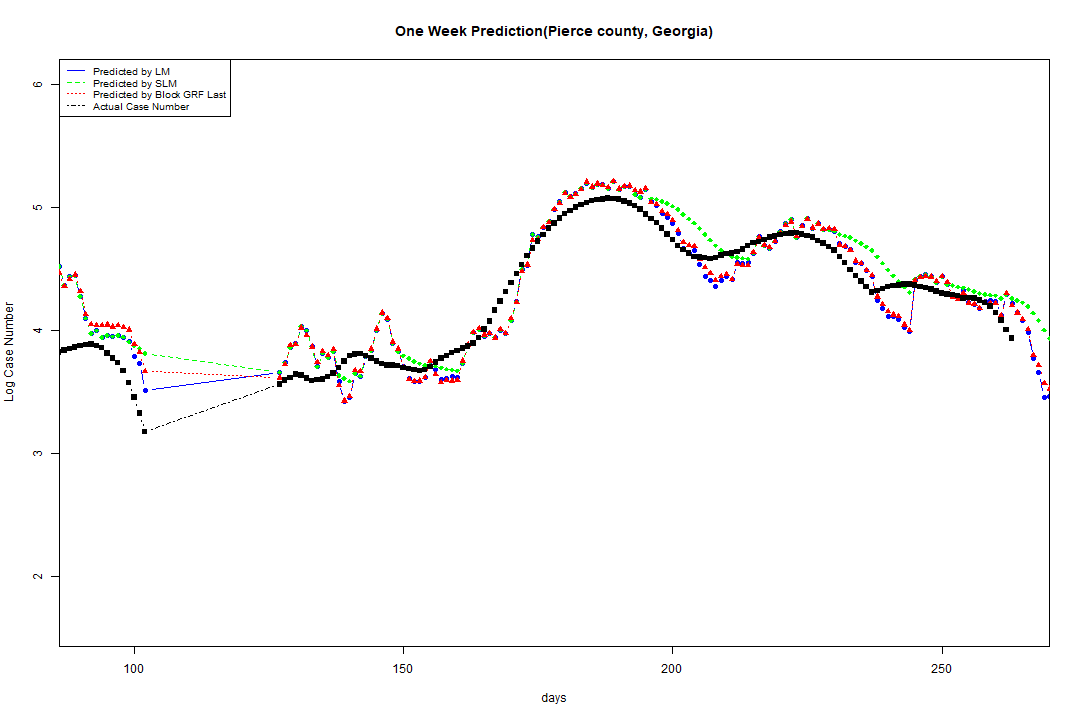 One Week Prediction(Pierce county, Georgia)
Predicted by LM
Predicted by SLM
Predicted by Block GRF Last
Actual Case Number
Log Case Number
6
5
4
3
2
100 150 200 250
days